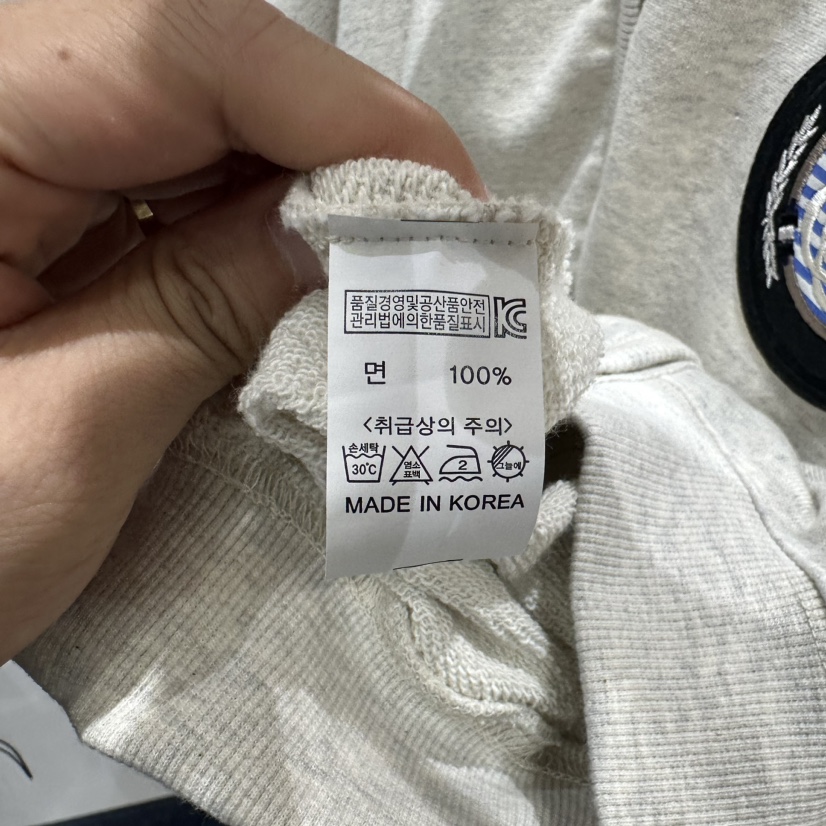 품질경영및공산품안전
관리법에의한품질표시
KC
면 100%
<취급상의 주의>
손세탁
30℃
염소
표백
2
그늘에
MADE IN KOREA